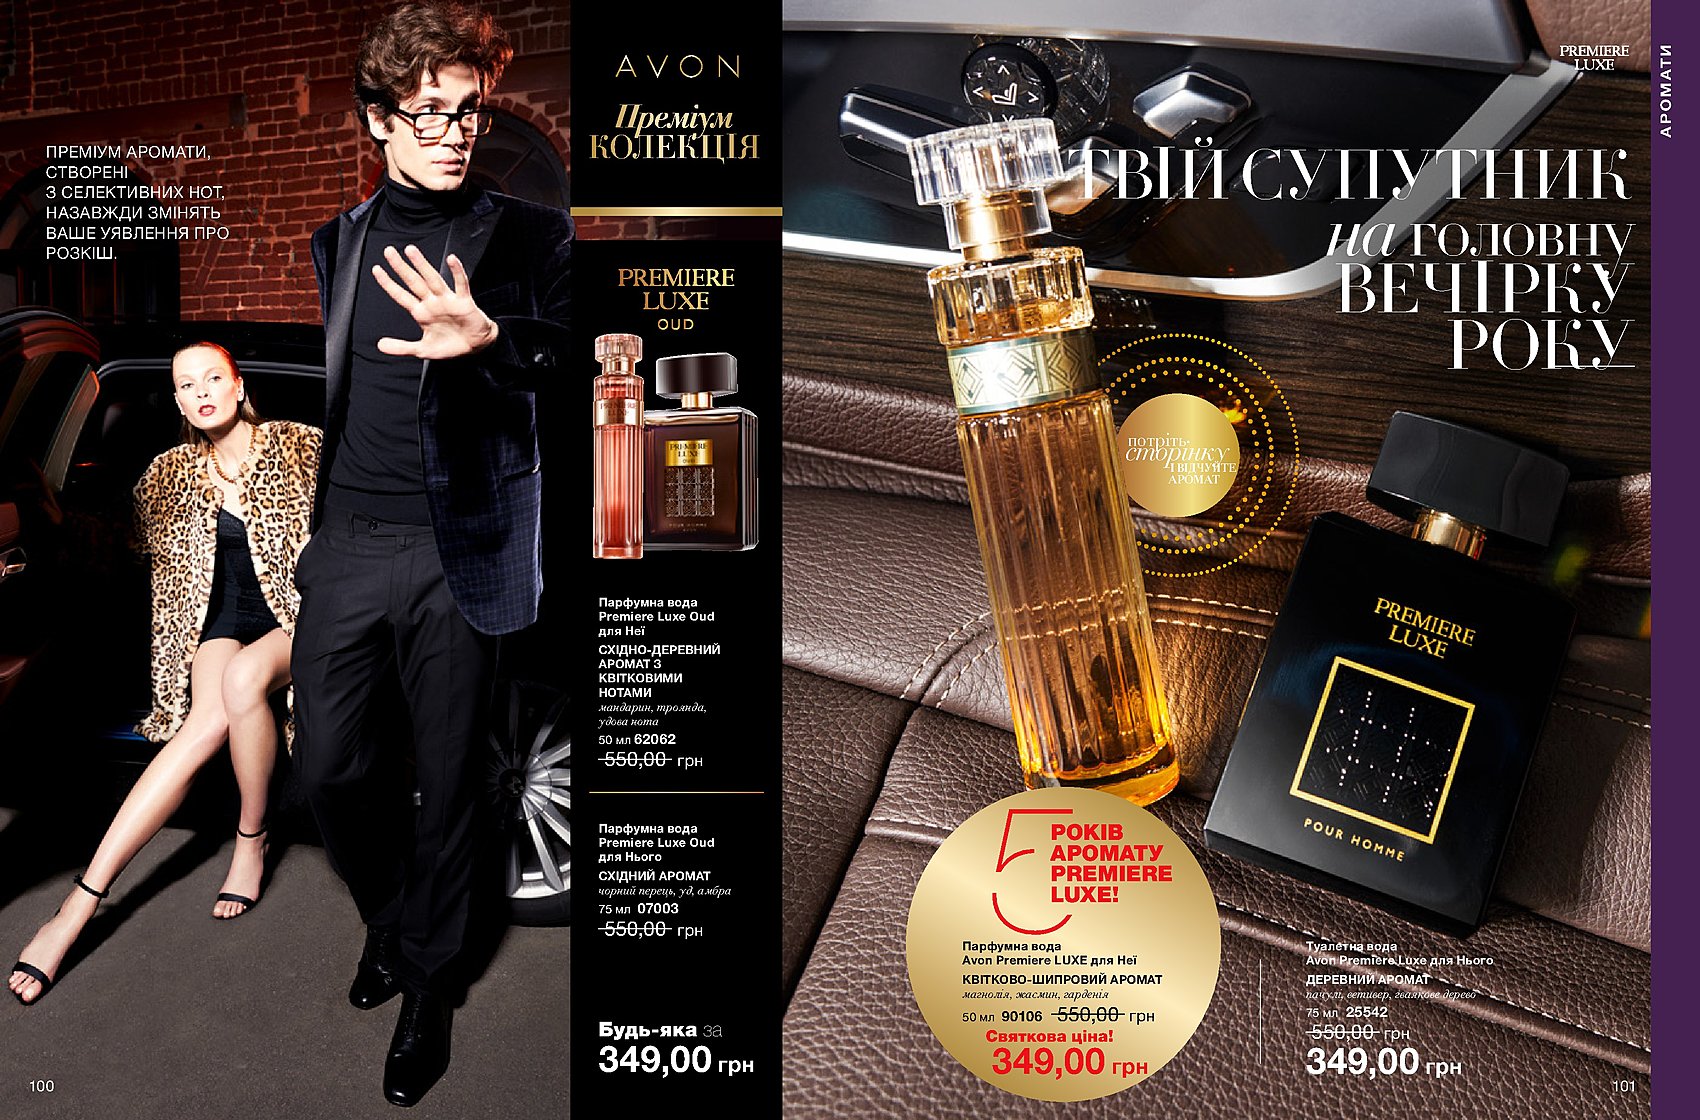 ПРЕМІУМ АРОМАТИ,
СТВОРЕНІ
З СЕЛЕКТИВНИХ НОТ,
НАЗАВЖДИ ЗМІНЯТЬ
ВАШЕ УЯВЛЕННЯ ПРО
РОЗКІШ.
100
AVON
Преміум
КОЛЕКЦІЯ
PREMIERE
LUXE
OUD
PREMIERE
LUXE
PREMIERE
LUXE
OUD
POUR HOMME
Парфумна вода
Premiere Luxe Oud
для Неї
СХІДНО-ДЕРЕВНИЙ
АРОМАТ З
КВІТКОВИМИ
НОТАМИ
мандарин, троянда,
удова нота
50 мл 62062
550,00 грн
Парфумна вода
Premiere Luxe Oud
для Нього
СХІДНИЙ АРОМАТ
чорний перець, уд, амбра
75 мл 07003
550,00 грн
Будь-яка за
349,00 грн
PREMIERE
LUXE
АРОМАТИ
ТВІЙ СУПУТНИК
на ГОЛОВНУ
ВЕЧІРКУ
РОКУ
потріть
сторінку
І ВІДЧУЙТЕ
АРОМАТ
PREMIERE
LUXE
POUR HOMME
5 РОКІВ
АРОМАТУ
PREMIERE
LUXE!
Парфумна вода
Avon Premiere LUXE для Неї
КВІТКОВО-ШИПРОВИЙ АРОМАТ
магнолія, жасмин, гарденія
50 мл 90106 550,00 грн
Святкова ціна!
349,00 грн
Туалетна вода
Avon Premiere Luxe для Нього
ДЕРЕВНИЙ АРОМАТ
пачулі, ветивер, гваякове дерево
75 мл 25542
550,00 грн
349,00 грн
101